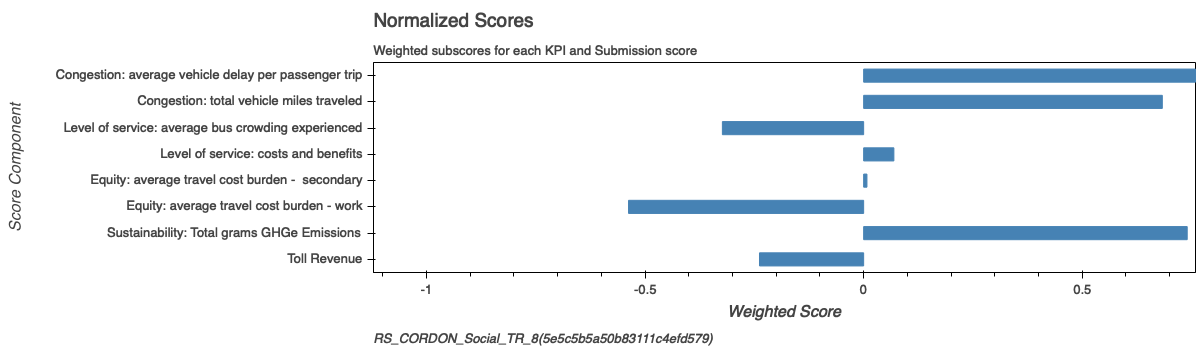 Normalized Scores
Weighted subscores for each KPI and Submission score
Score Component
Congestion: average vehicle delay per passenger trip
Congestion: total vehicle miles traveled
Level of service: average bus crowding experienced
Level of service: costs and benefits
Equity: average travel cost burden -  secondary
Equity: average travel cost burden - work
Sustainability: Total grams GHGe Emissions
Toll Revenue
-1 -0.5 0 0.5
Weighted Score
RS_CORDON_Social_TR_8(5e5c5b5a50b83111c4efd579)